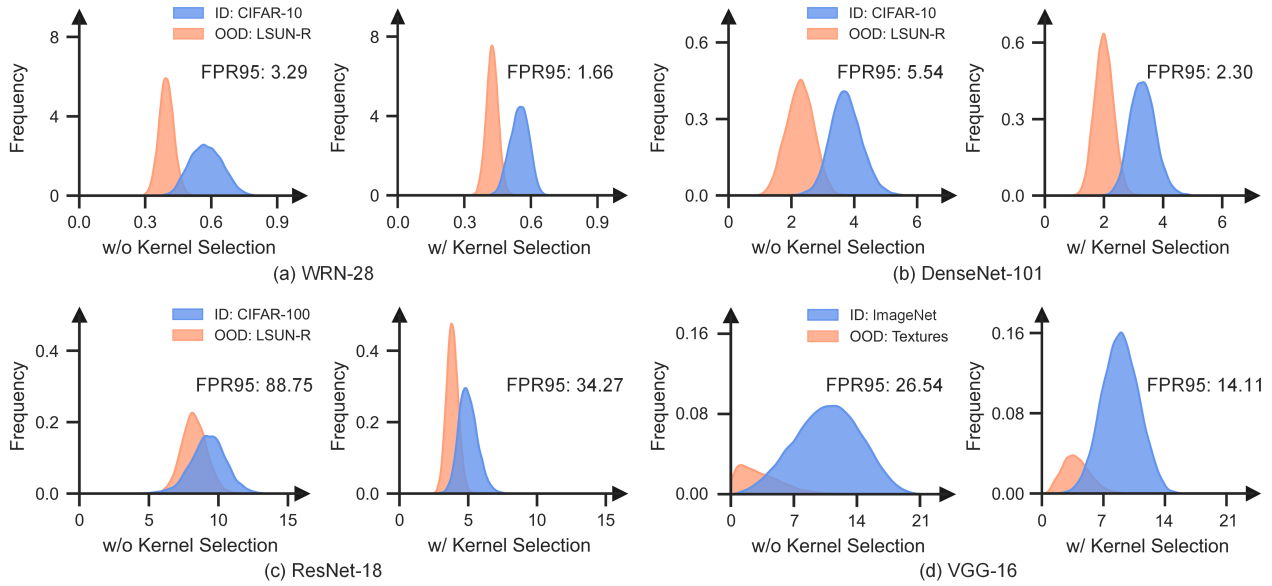 ID: CIFAR-10
OOD: LSUN-R
8
4
0
Frequency
FPR95: 3.29
0.0 0.3 0.6 0.9
w/o Kernel Selection
8
4
0
Frequency
FPR95: 1.66
0.0 0.3 0.6 0.9
w/ Kernel Selection
(a) WRN-28
ID: CIFAR-10
OOD: LSUN-R
0.6
0.3
0.0
Frequency
FPR95: 5.54
0 2 4 6
w/o Kernel Selection
0.6
0.3
0.0
Frequency
FPR95: 2.30
0 2 4 6
w/ Kernel Selection
(b) DenseNet-101
ID: CIFAR-100
OOD: LSUN-R
0.4
0.2
0.0
Frequency
FPR95: 88.75
0 5 10 15
w/o Kernel Selection
0.4
0.2
0.0
Frequency
FPR95: 34.27
0 5 10 15
w/ Kernel Selection
(c) ResNet-18
ID: ImageNet
OOD: Textures
0.16
0.08
0.00
Frequency
FPR95: 26.54
0 7 14 21
w/o Kernel Selection
0.16
0.08
0.00
Frequency
FPR95: 14.11
0 7 14 21
w/ Kernel Selection
(d) VGG-16